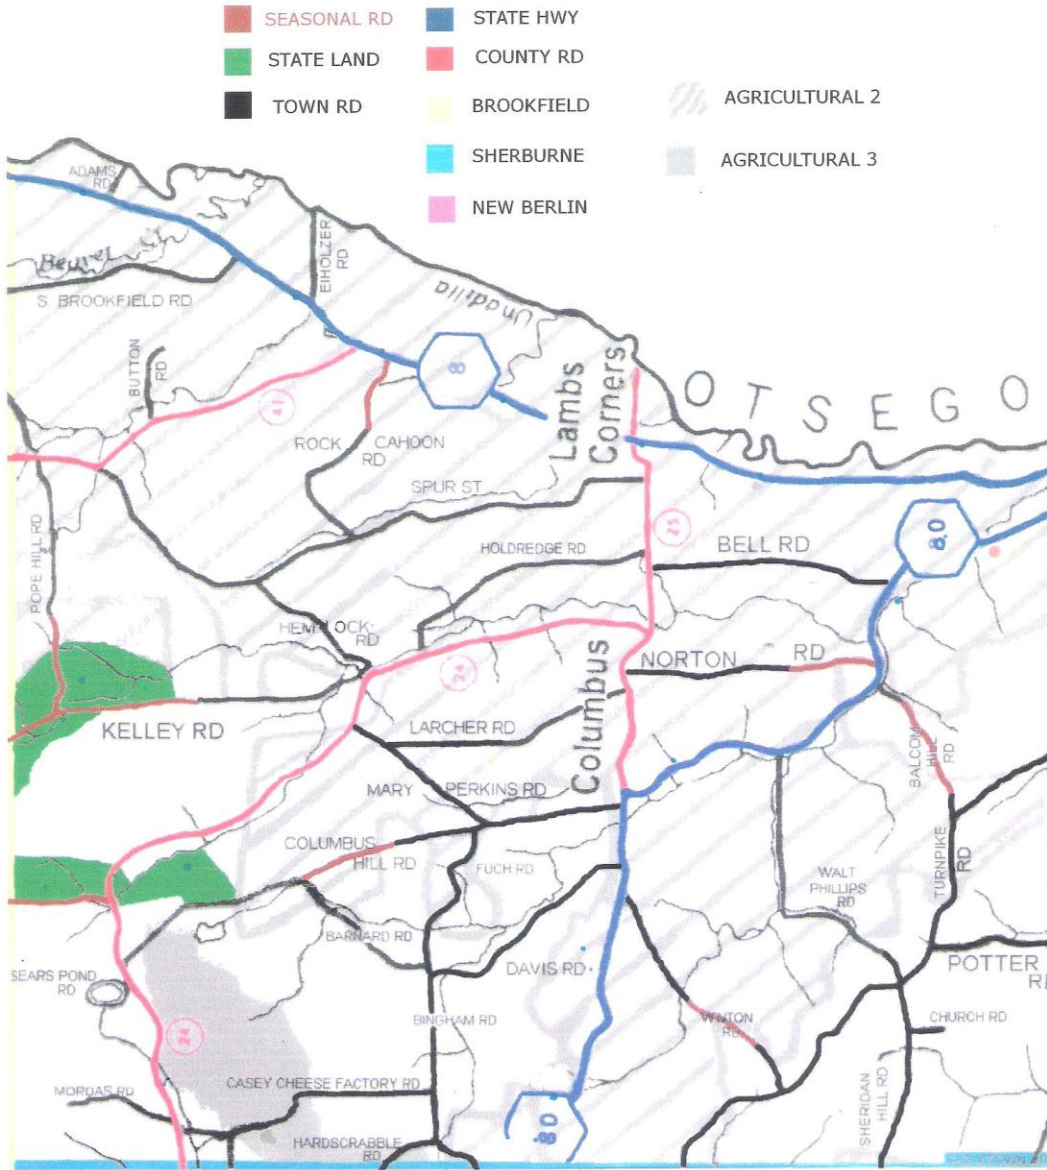 SEASONAL RD
STATE LAND
TOWN RD
STATE HWY
COUNTY RD
BROOKFIELD
SHERBURNE
NEW BERLIN
AGRICULTURAL 2
AGRICULTURAL 3
ADAMS
RD
S BROOKFIELD RD
EIHOLZER
RD
Unadilla
BUTTON
RD
41
8
Lambs
Corners
OTSEGO
ROCK CAHOON
RD
SPUR ST
25
80
HOLDREDGE RD
BELL RD
POPE HILL RD
HEMLOCK
RD
24
NORTON RD
KELLEY RD
LARCHER RD
Columbus
BALCOM
HILL
RD
MARY PERKINS RD
COLUMBUS
HILL RD
FUCH RD
WALT
PHILLIPS
RD
TURNPIKE
RD
BARNARD RD
DAVIS RD
POTTER
SEARS POND
RD
BINGHAM RD
WINTON
RD
CHURCH RD
24
CASEY CHEESE FACTORY RD
80
SHERIDAN
HILL RD
HARDSCRABBLE
RD